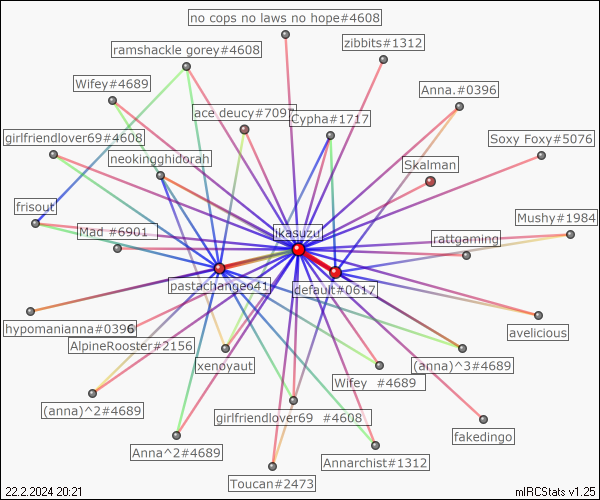 no cops no laws no hope#4608
zibbits#1312
ramshackle gorey#4608
Wifey#4689
Anna.#0396
ace deucy#709
Cypha#1717
girlfriendlover69#4608
Soxy Foxy#5076
neokingghidorah
Skalman
frisout
Mushy#1984
Mad #6901
ikasuzu
rattgaming
pastachangeo41
default#0617
hypomanianna#0396
avelicious
AlpineRooster#2156
xenoyaut
(anna)^3#4689
Wifey #4689
(anna)^2#4689
girlfriendlover69 #4608
fakedingo
Anna^2#4689
Annarchist#1312
Toucan#2473
22.2.2024 20:21
mIRCStats v1.25